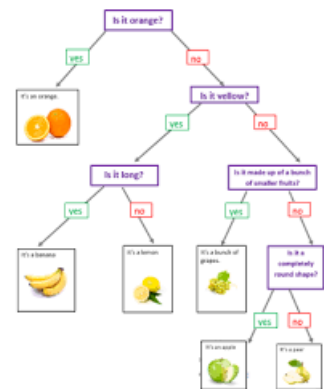 Is it orange?
yes
no
It's an orange.
Is it yellow?
yes
no
Is it long?
Is it made up of a bunch
of smaller fruits?
yes
no
yes
no
It's a banana
It's a lemon
It's a bunch of
grapes.
Is it a
completely
round shape?
yes
no
It's an apple
It's a pear